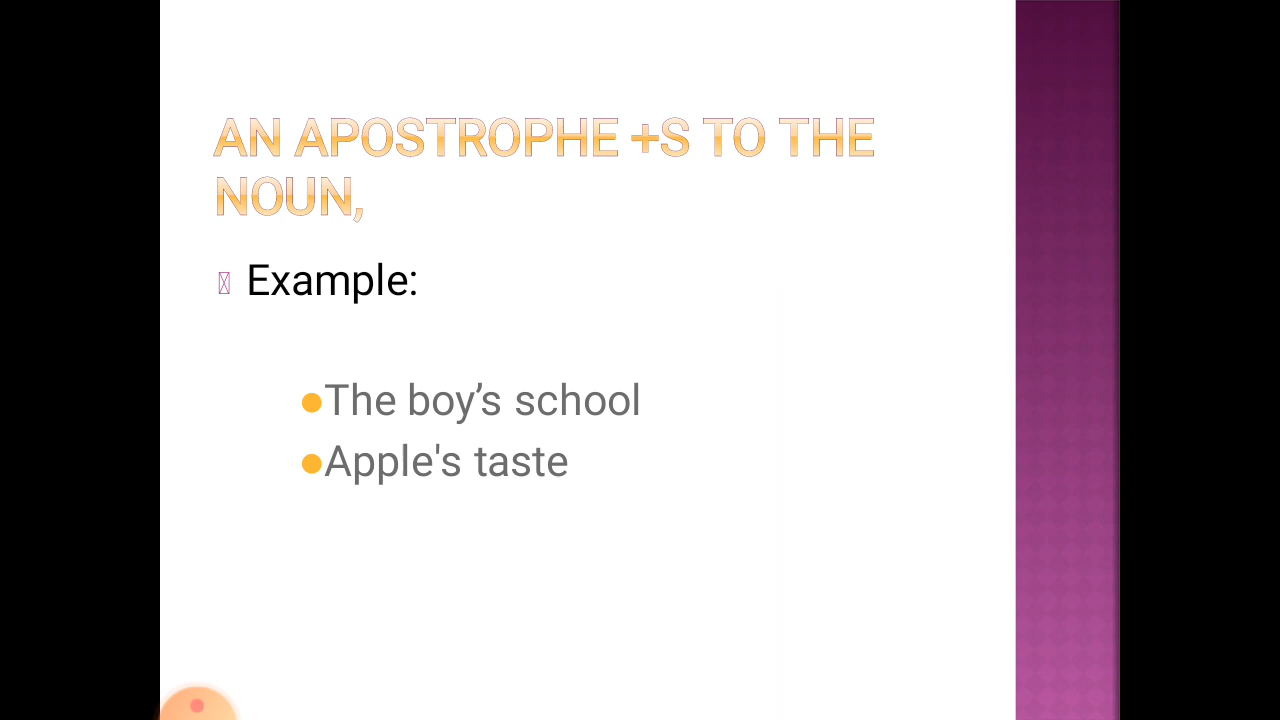 AN APOSTROPHE +S TO THE
NOUN,
Example:
The boy’s school
Apple's taste